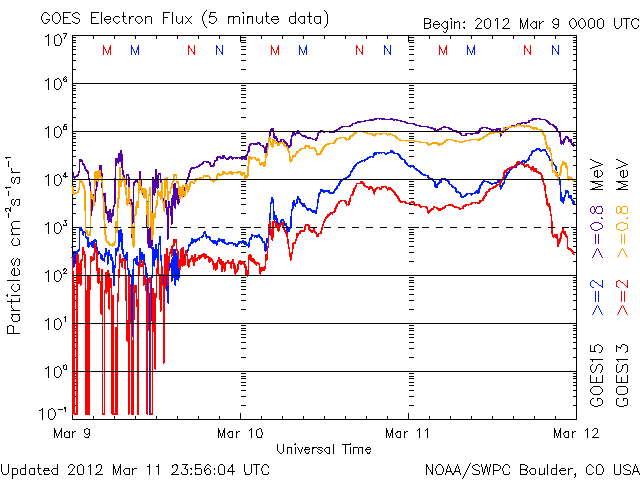 GOES Electron Flux (5 minute data)
Begin: 2012 Mar 9 0000 UTC
10⁷
M M N N M M N N M M N N
10⁶
10⁵
10⁴
10³
10²
10¹
10⁰
10⁻¹
Particles cm⁻²s⁻¹sr⁻¹
GOES15 >=2 >=0.8 MeV
GOES13 >=2 >=0.8 MeV
Mar 9 Mar 10 Mar 11 Mar 12
Universal Time
Updated 2012 Mar 11 23:56:04 UTC
NOAA/SWPC Boulder, CO USA